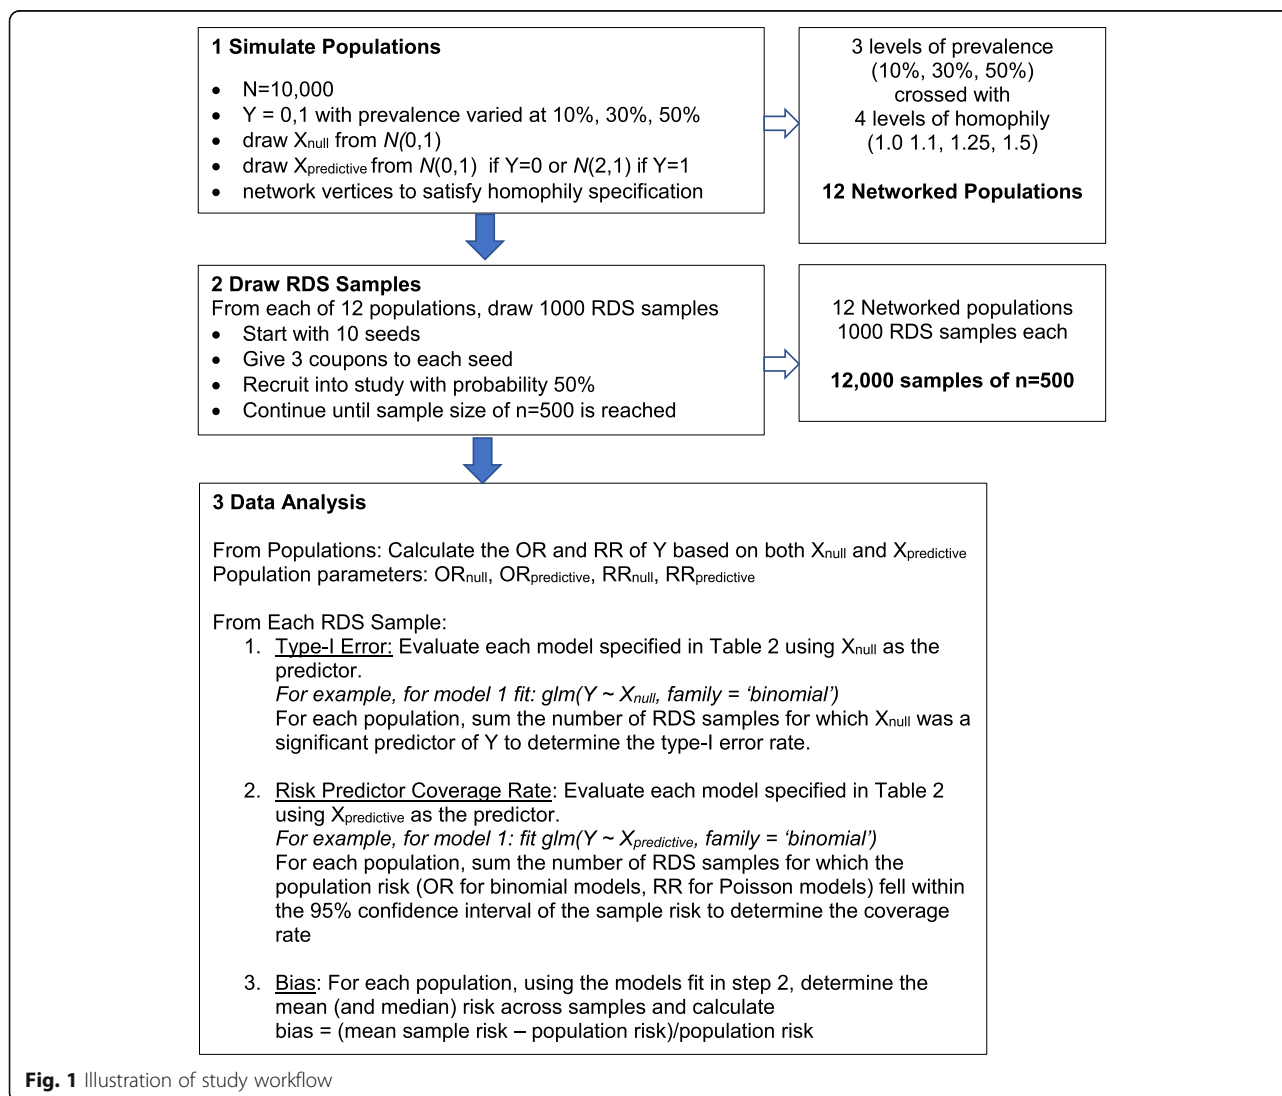 1 Simulate Populations
• N=10,000
• Y = 0,1 with prevalence varied at 10%, 30%, 50%
• draw Xnull from N(0,1)
• draw Xpredictive from N(0,1) if Y=0 or N(2,1) if Y=1
• network vertices to satisfy homophily specification
3 levels of prevalence
(10%, 30%, 50%)
crossed with
4 levels of homophily
(1.0 1.1, 1.25, 1.5)
12 Networked Populations
2 Draw RDS Samples
From each of 12 populations, draw 1000 RDS samples
• Start with 10 seeds
• Give 3 coupons to each seed
• Recruit into study with probability 50%
• Continue until sample size of n=500 is reached
12 Networked populations
1000 RDS samples each
12,000 samples of n=500
3 Data Analysis
From Populations: Calculate the OR and RR of Y based on both Xnull and Xpredictive
Population parameters: ORnull, ORpredictive, RRnull, RRpredictive
From Each RDS Sample:
1. Type-I Error: Evaluate each model specified in Table 2 using Xnull as the
predictor.
For example, for model 1 fit: glm(Y ~ Xnull, family = ‘binomial’)
For each population, sum the number of RDS samples for which Xnull was a
significant predictor of Y to determine the type-I error rate.
2. Risk Predictor Coverage Rate: Evaluate each model specified in Table 2
using Xpredictive as the predictor.
For example, for model 1: fit glm(Y ~ Xpredictive, family = ‘binomial’)
For each population, sum the number of RDS samples for which the
population risk (OR for binomial models, RR for Poisson models) fell within
the 95% confidence interval of the sample risk to determine the coverage
rate
3. Bias: For each population, using the models fit in step 2, determine the
mean (and median) risk across samples and calculate
bias = (mean sample risk – population risk)/population risk
Fig. 1 Illustration of study workflow